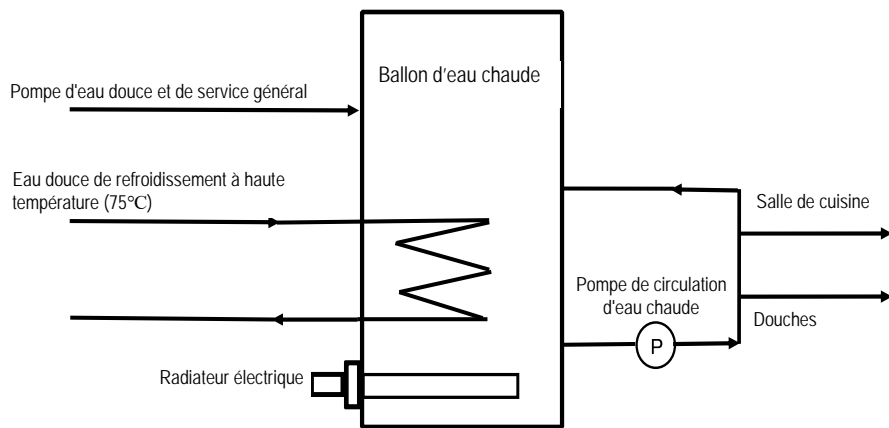 Ballon d'eau chaude
Pompe d'eau douce et de service général
Eau douce de refroidissement à haute
température (75℃)
Salle de cuisine
Pompe de circulation
d'eau chaude
Douches
P
Radiateur électrique